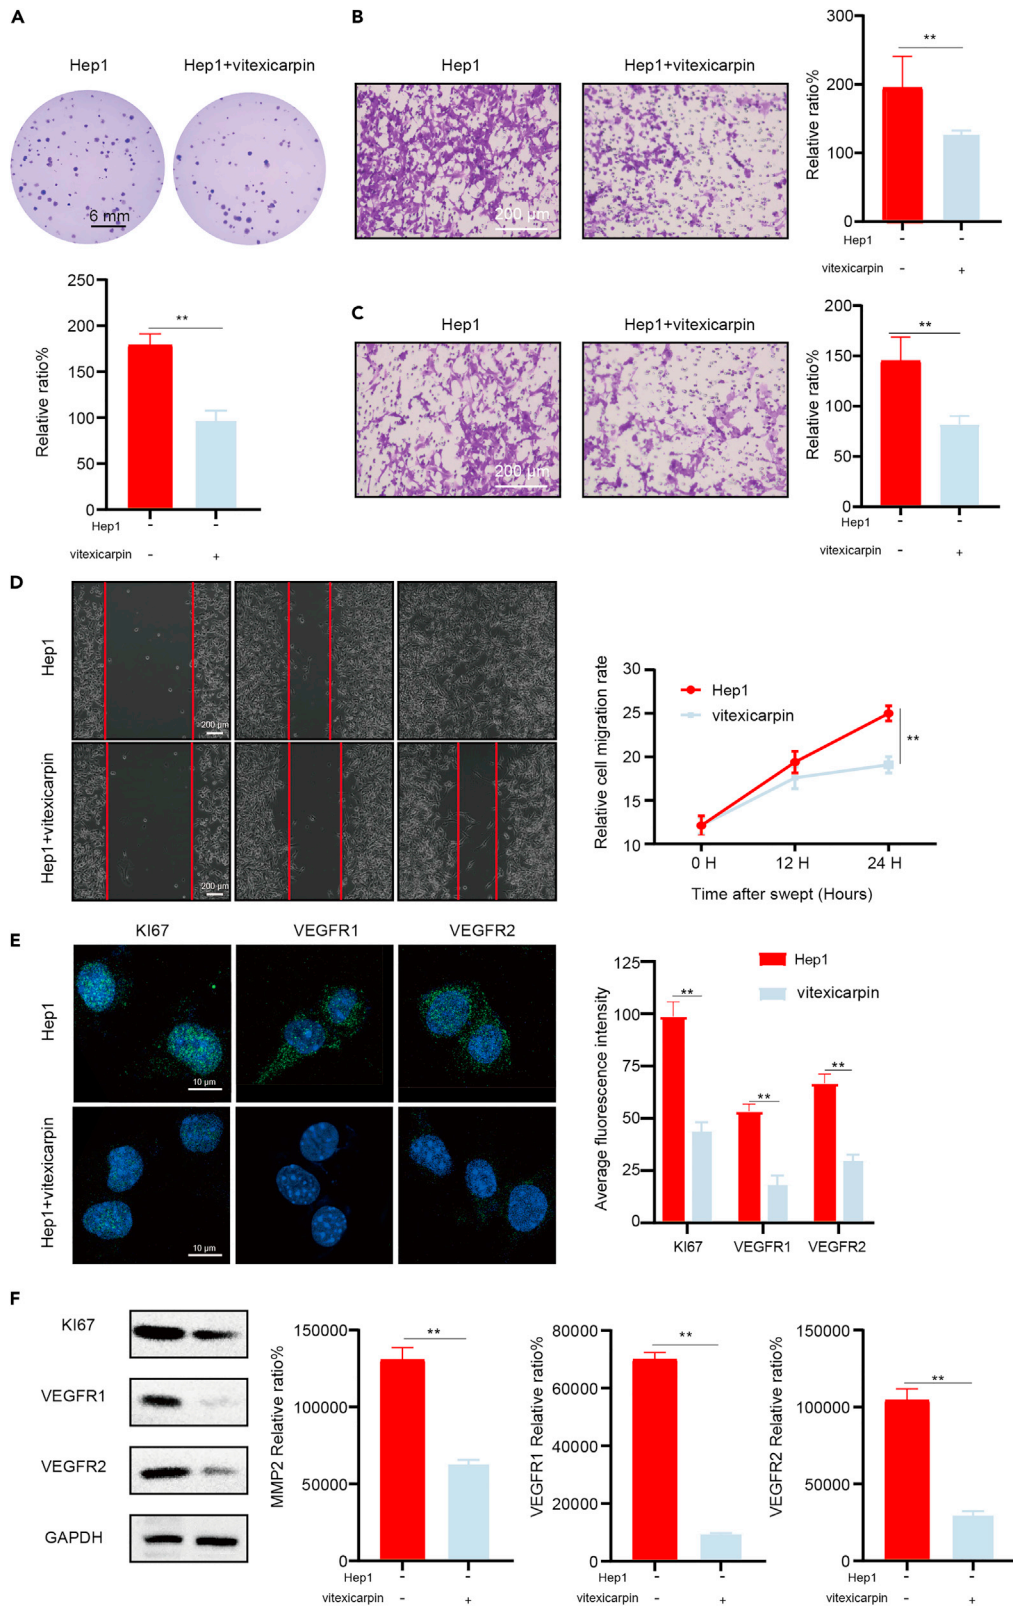 A
Hep1
Hep1+vitexicarpin
6 mm
250
200
150
100
50
0
Relative ratio%
**
Hep1 - -
vitexicarpin - +
B
Hep1
Hep1+vitexicarpin
200 μm
300
200
100
0
Relative ratio%
**
Hep1 - -
vitexicarpin - +
C
Hep1
Hep1+vitexicarpin
200 μm
200
150
100
50
0
Relative ratio%
**
Hep1 - -
vitexicarpin - +
D
Hep1
200 μm
Hep1+vitexicarpin
200 μm
30
25
20
15
10
Relative cell migration rate
Hep1
vitexicarpin
**
0 H 12 H 24 H
Time after swept (Hours)
E
KI67 VEGFR1 VEGFR2
Hep1
10 μm
Hep1+vitexicarpin
10 μm
125
100
75
50
25
0
Average fluorescence intensity
Hep1
vitexicarpin
**
**
**
KI67 VEGFR1 VEGFR2
F
KI67
VEGFR1
VEGFR2
GAPDH
150000
100000
50000
0
MMP2 Relative ratio%
**
Hep1 - -
vitexicarpin - +
80000
60000
40000
20000
0
VEGFR1 Relative ratio%
**
Hep1 - -
vitexicarpin - +
150000
100000
50000
0
VEGFR2 Relative ratio%
**
Hep1 - -
vitexicarpin - +